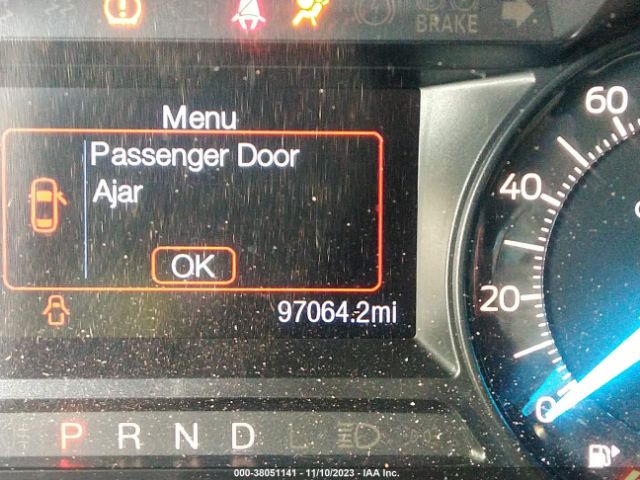 BRAKE
Menu
Passenger Door
Ajar
OK
97064.2mi
60
40
20
0
P R N D L
000-38051141 - 11/10/2023 - IAA Inc.